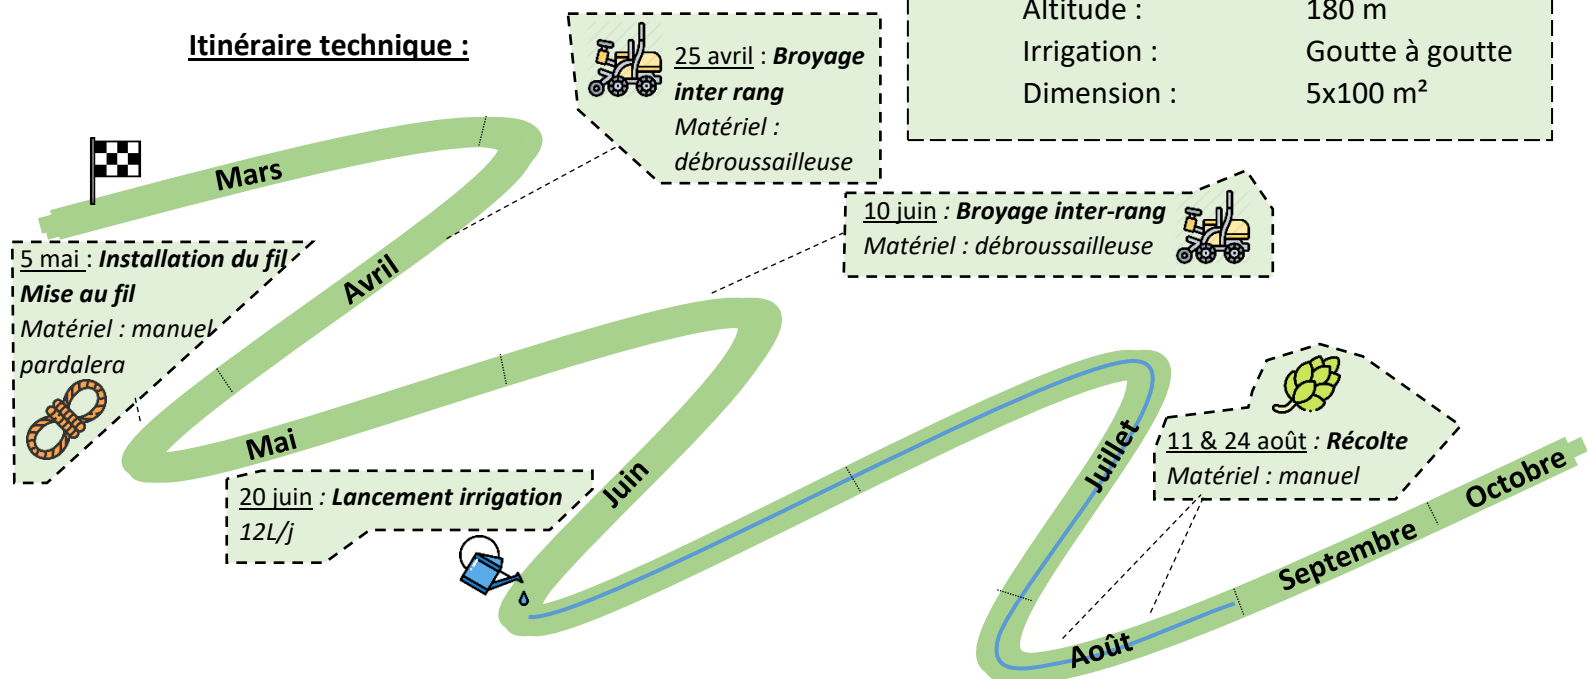 Altitude : 180 m
Irrigation : Goutte à goutte
Dimension : 5x100 m²
Itinéraire technique :
25 avril : Broyage
inter rang
Matériel :
débroussailleuse
Mars
10 juin : Broyage inter-rang
Matériel : débroussailleuse
5 mai : Installation du fil
Mise au fil
Matériel : manuel
pardalera
Avril
Mai
20 juin : Lancement irrigation
12L/j
Juin
Juillet
11 & 24 août : Récolte
Matériel : manuel
Août
Septembre
Octobre